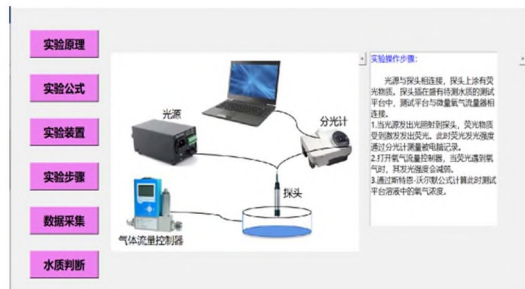 实验原理
实验公式
实验装置
实验步骤
数据采集
水质判断
光源
分光计
探头
气体流量控制器
实验操作步骤：
光源与探头相连接，探头上涂有荧
光物质。探头插在盛有待测水质的测试
平台中，测试平台与微量氧气流量器相
连接。
1.当光源发出光照射到探头，荧光物质
受到激发发出荧光。此时荧光发光强度
通过分光计测量被电脑记录。
2.打开氧气流量控制器，当荧光遇到氧
气时，其发光强度会减弱。
3.通过斯特恩-沃尔默公式计算此时测试
平台溶液中的氧气浓度。